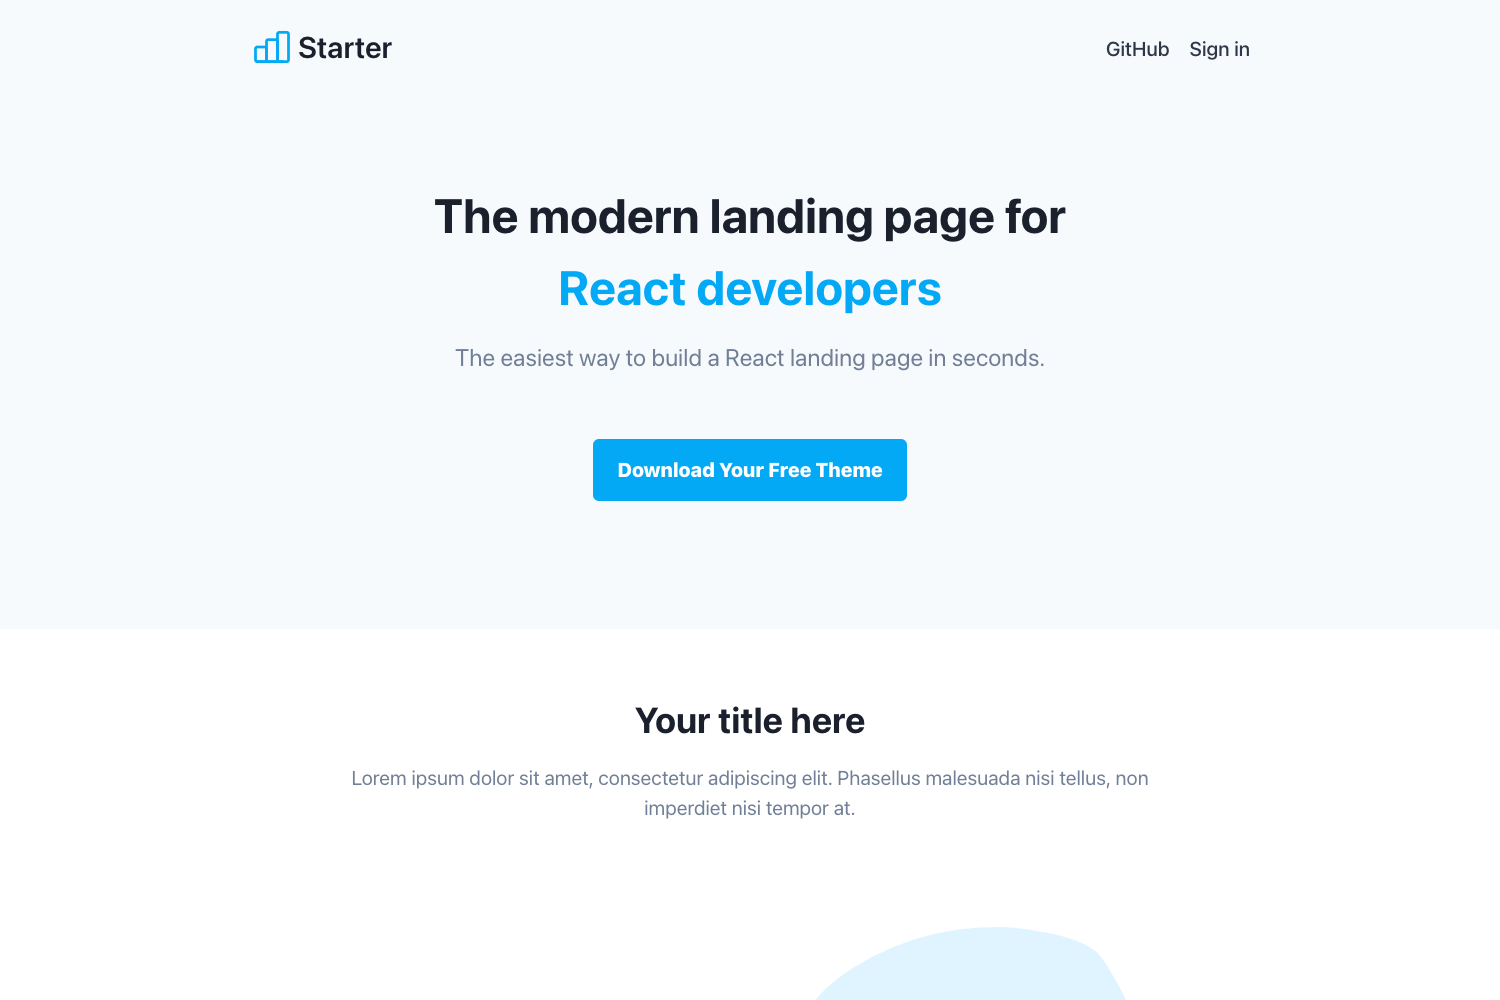 Starter
GitHub Sign in
The modern landing page for
React developers
The easiest way to build a React landing page in seconds.
Download Your Free Theme
Your title here
Lorem ipsum dolor sit amet, consectetur adipiscing elit. Phasellus malesuada nisi tellus, non
imperdiet nisi tempor at.